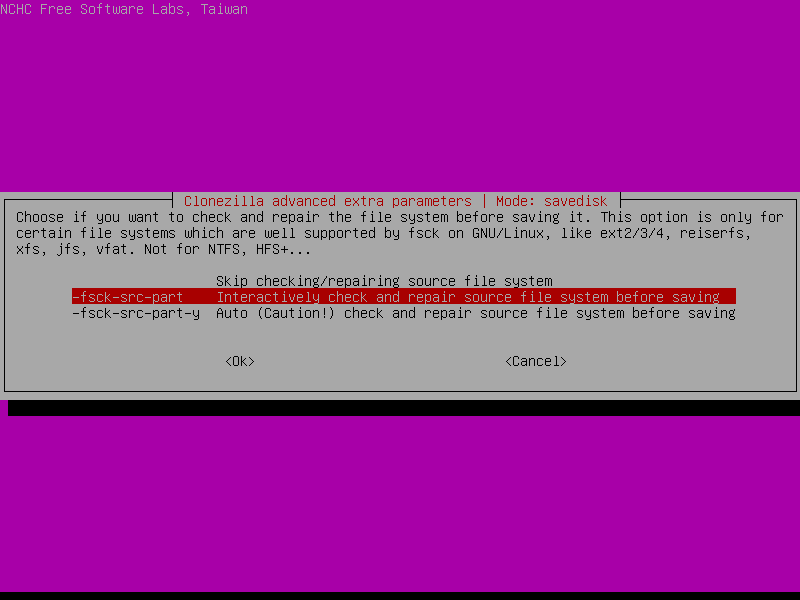 NCHC Free Software Labs, Taiwan
Clonezilla advanced extra parameters | Mode: savedisk
Choose if you want to check and repair the file system before saving it. This option is only for
certain file systems which are well supported by fsck on GNU/Linux, like ext2/3/4, reiserfs,
xfs, jfs, vfat. Not for NTFS, HFS+...
Skip checking/repairing source file system
-fsck-src-part Interactively check and repair source file system before saving
-fsck-src-part-y Auto (Caution!) check and repair source file system before saving
<Ok> <Cancel>